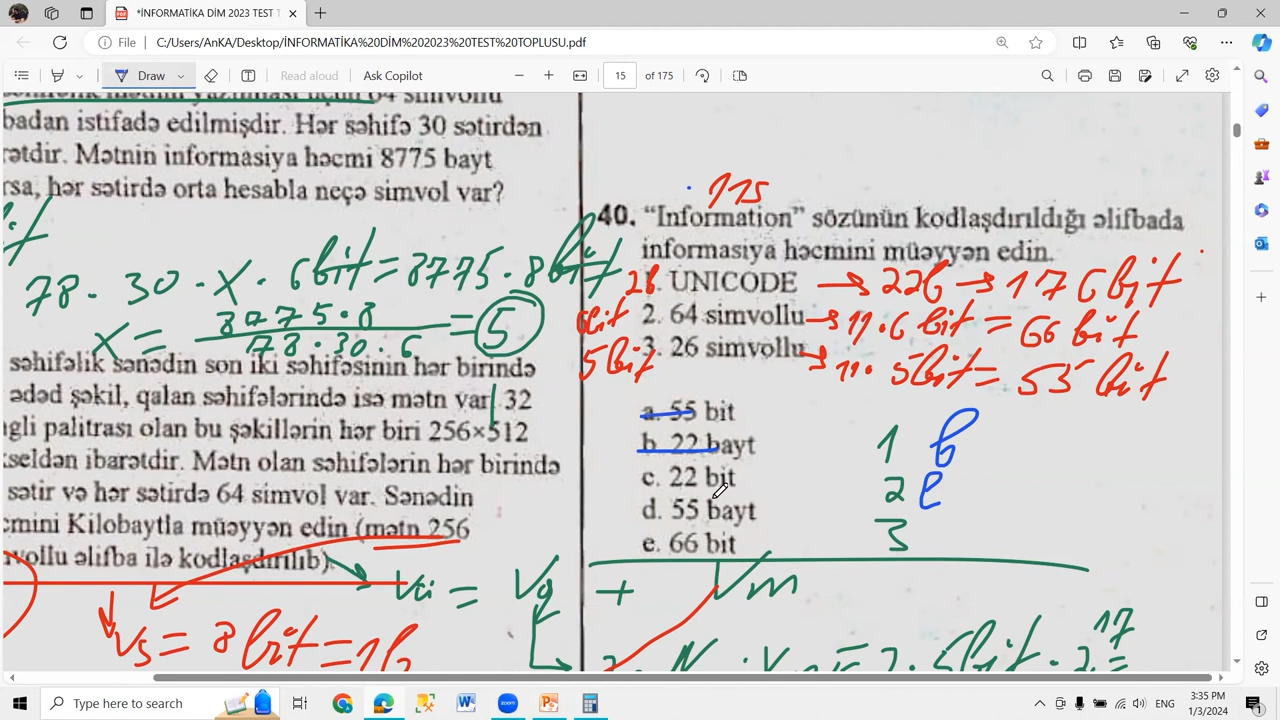 *INFORMATİKA DİM 2023 TEST T
File
C:/Users/AnKA/Desktop/İNFORMATİKA%20DİM%202023%20TEST%20TOPLUSU.pdf
Draw
Read aloud
Ask Copilot
15 of 175
badan istifadə edilmişdir. Hər səhifə 30 sətirdən
rətdir. Mətnin informasiya həcmi 8775 bayt
rsa, hər sətirdə orta hesabla neçə simvol var?
78 · 30 · X · 6bit = 8775 · 8bit
X = 8775·8 / 78·30·6 = 5
səhifəlik sənədin son iki səhifəsinin hər birində
ədəd şəkil, qalan səhifələrində isə mətn var 32
ngli palitrası olan bu şəkillərin hər biri 256×512
kseldən ibarətdir. Mətn olan səhifələrin hər birində
sətir və hər sətirdə 64 simvol var. Sənədin
cmini Kilobaytla müəyyən edin (mətn 256
vollu əlifba ilə kodlaşdırılıb).
Vs = 8bit = 1b
11s
40. “Information” sözünün kodlaşdırıldığı əlifbada
informasiya həcmini müəyyən edin.
2b 1. UNICODE → 22b → 176bit
6bit 2. 64 simvollu → 11·6bit = 66 bit
5bit 3. 26 simvollu → 11·5bit = 55 bit
a. 55 bit
b. 22 bayt
c. 22 bit
d. 55 bayt
e. 66 bit
1 b
2 e
3
+ Vm
Type here to search
ENG
3:35 PM
1/3/2024